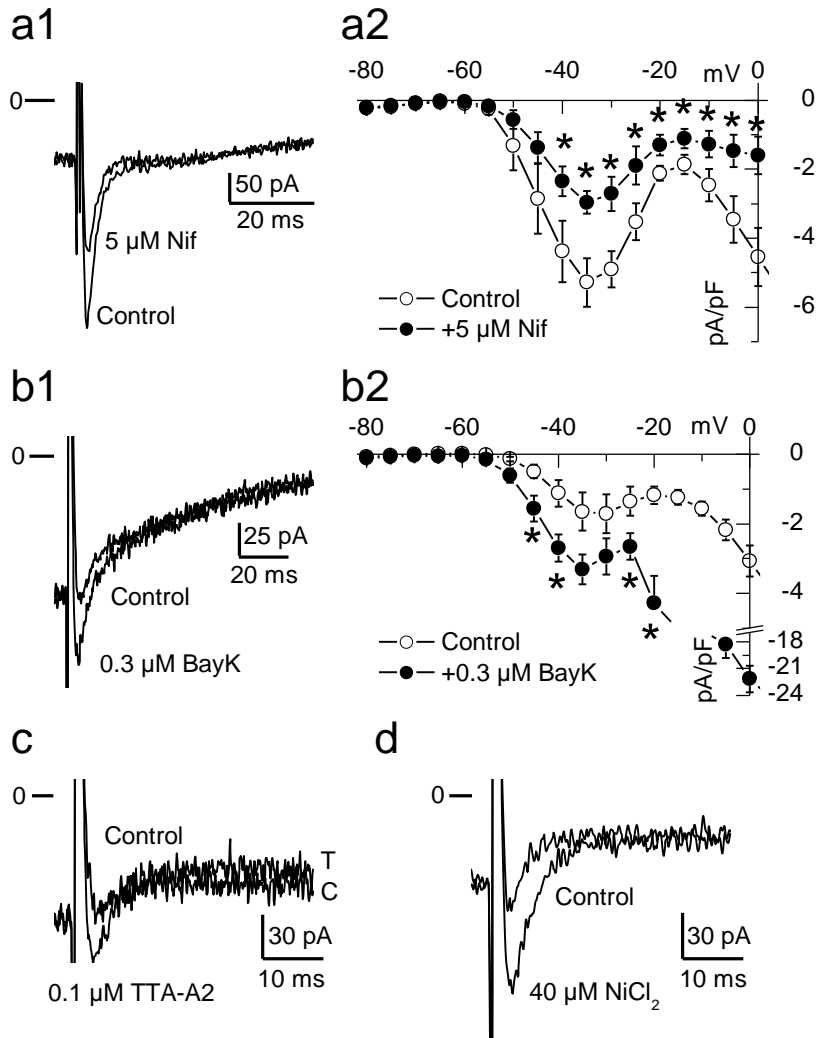 a1
0
50 pA
20 ms
5 µM Nif
Control
a2
-80 -60 -40 -20 mV 0
0
-2
-4
-6
pA/pF
* * * * * * * * *
Control
+5 µM Nif
b1
0
25 pA
20 ms
Control
0.3 µM BayK
b2
-80 -60 -40 -20 mV 0
0
-2
-4
-18
-21
-24
pA/pF
* * * *
Control
+0.3 µM BayK
c
0
Control
T
C
30 pA
10 ms
0.1 µM TTA-A2
d
0
Control
30 pA
10 ms
40 µM NiCl₂